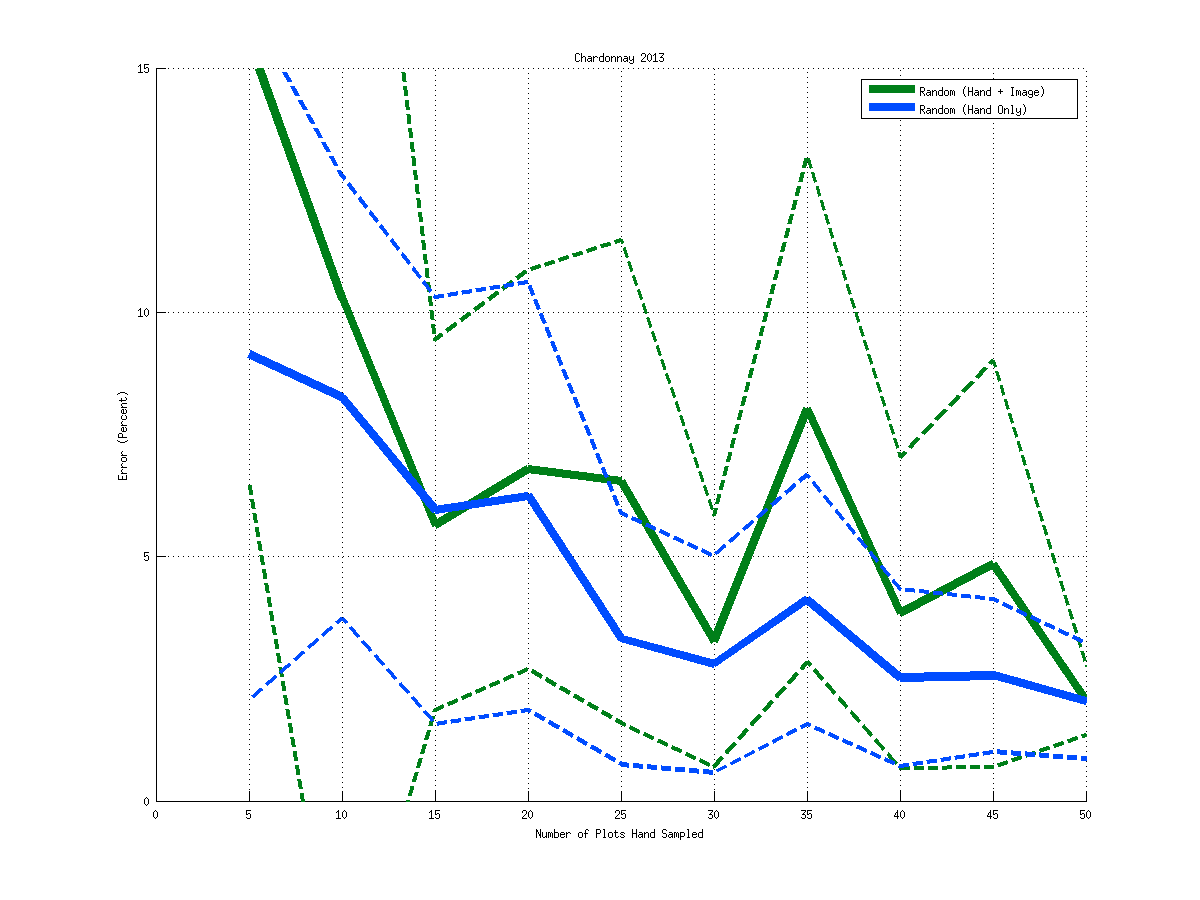 Chardonnay 2013
15
Random (Hand + Image)
Random (Hand Only)
10
Error (Percent)
5
0
0 5 10 15 20 25 30 35 40 45 50
Number of Plots Hand Sampled